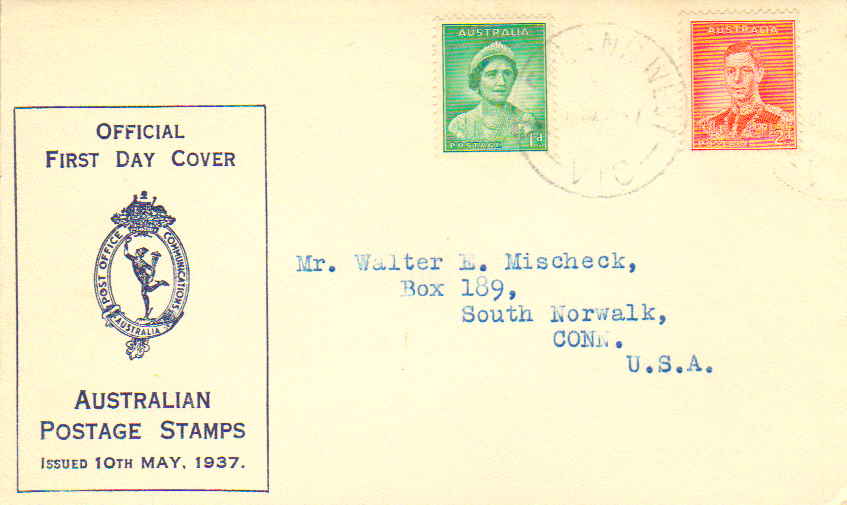 OFFICIAL
FIRST DAY COVER
POST OFFICE COMMUNICATIONS
AUSTRALIA
AUSTRALIAN
POSTAGE STAMPS
ISSUED 10TH MAY, 1937.
AUSTRALIA
POSTAGE 1d
AUSTRALIA
2d
VIC
Mr. Walter E. Mischeck,
Box 189,
South Norwalk,
CONN.
U.S.A.